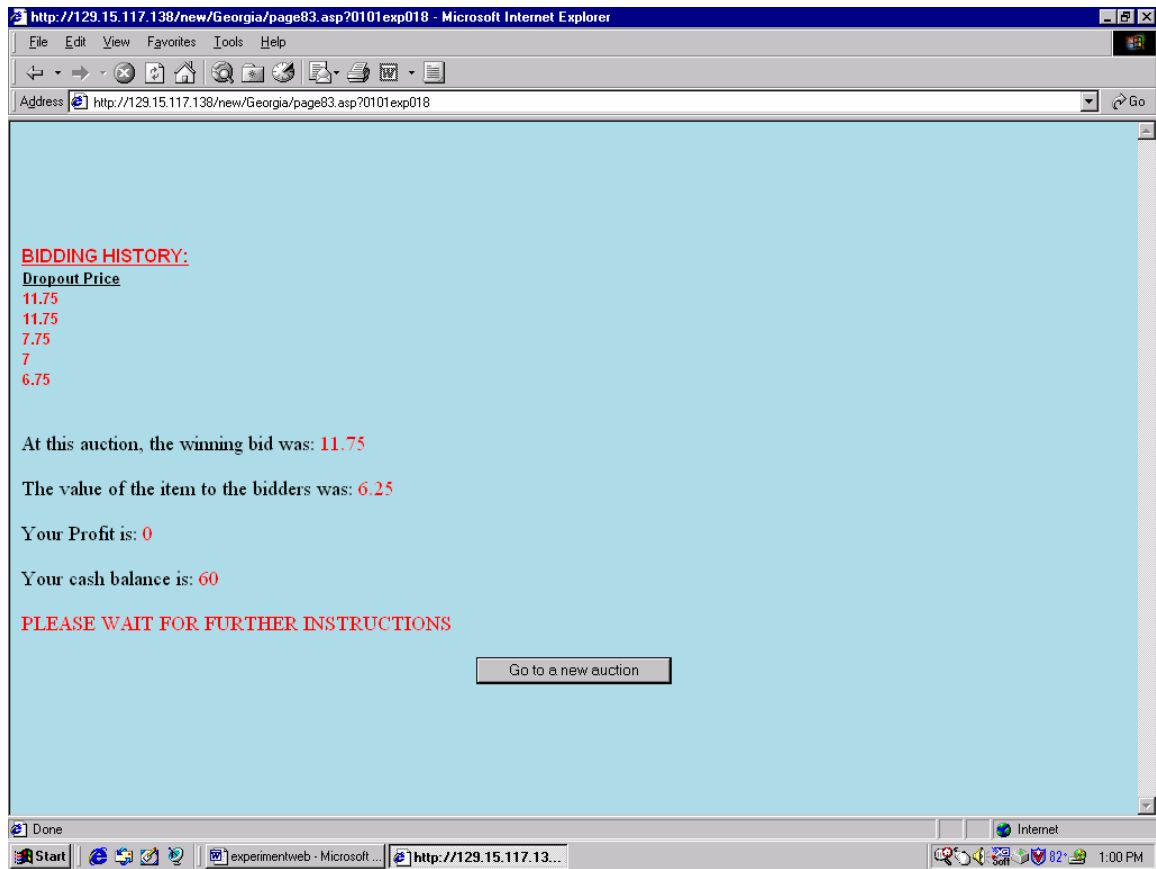 http://129.15.117.138/new/Georgia/page83.asp?0101exp018 - Microsoft Internet Explorer
File Edit View Favorites Tools Help
Address http://129.15.117.138/new/Georgia/page83.asp?0101exp018 Go
BIDDING HISTORY:
Dropout Price
11.75
11.75
7.75
7
6.75
At this auction, the winning bid was: 11.75
The value of the item to the bidders was: 6.25
Your Profit is: 0
Your cash balance is: 60
PLEASE WAIT FOR FURTHER INSTRUCTIONS
Go to a new auction
Done Internet
Start experimentweb - Microsoft ... http://129.15.117.13... 82° 1:00 PM